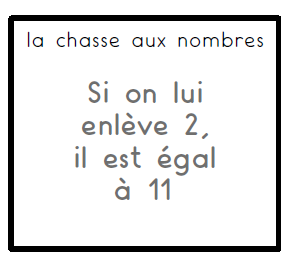 la chasse aux nombres
Si on lui
enlève 2,
il est égal
à 11